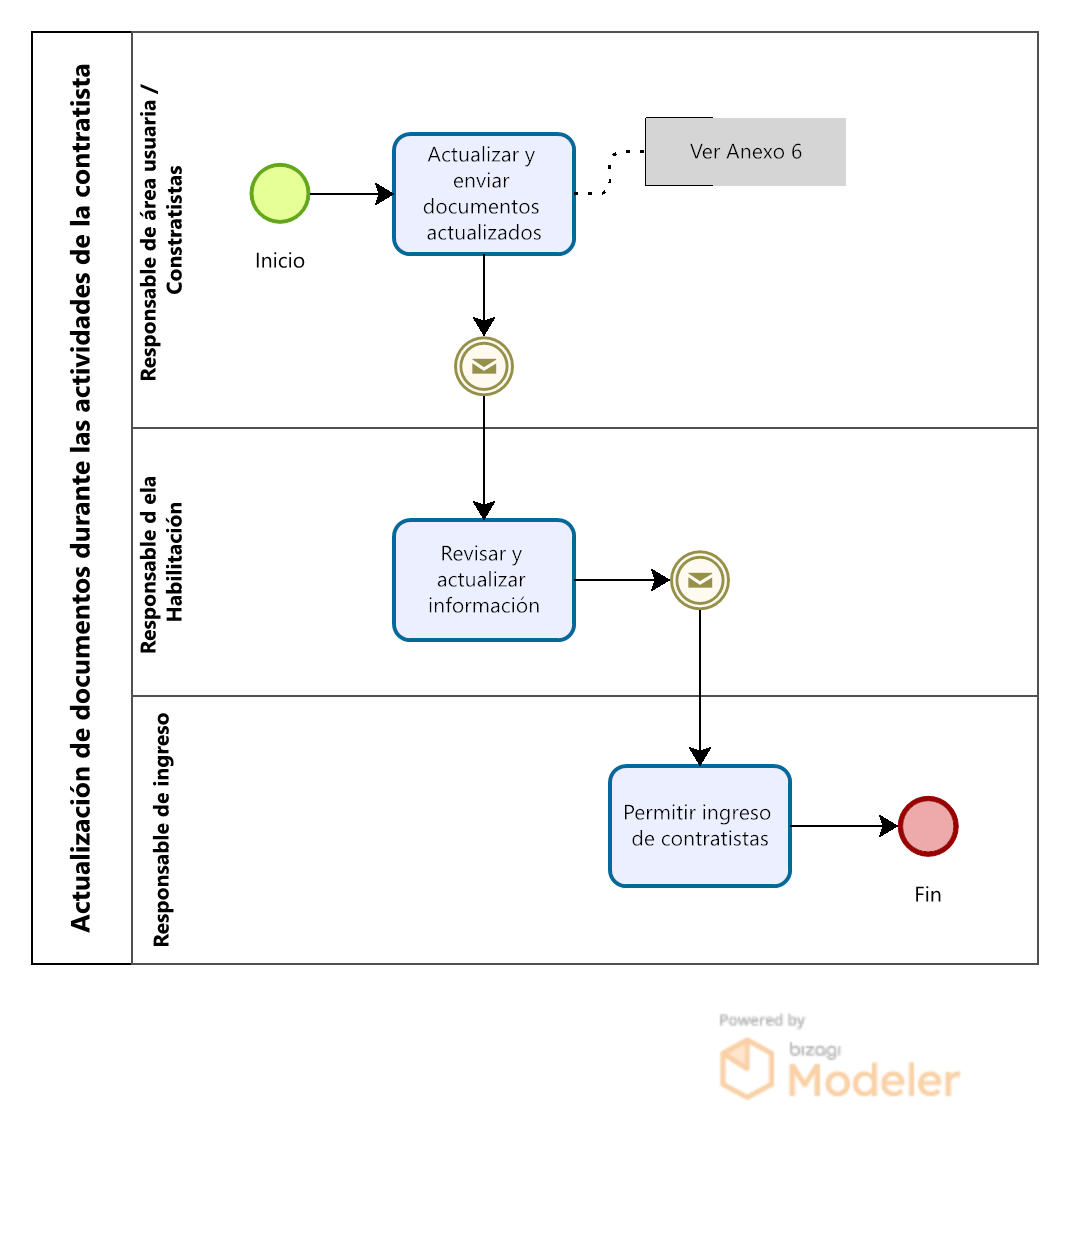 Actualización de documentos durante las actividades de la contratista
Responsable de área usuaria /
Constratistas
Inicio
Actualizar y
enviar
documentos
actualizados
Ver Anexo 6
Responsable d ela
Habilitación
Revisar y
actualizar
información
Responsable de ingreso
Permitir ingreso
de contratistas
Fin
Powered by
bizagi
Modeler